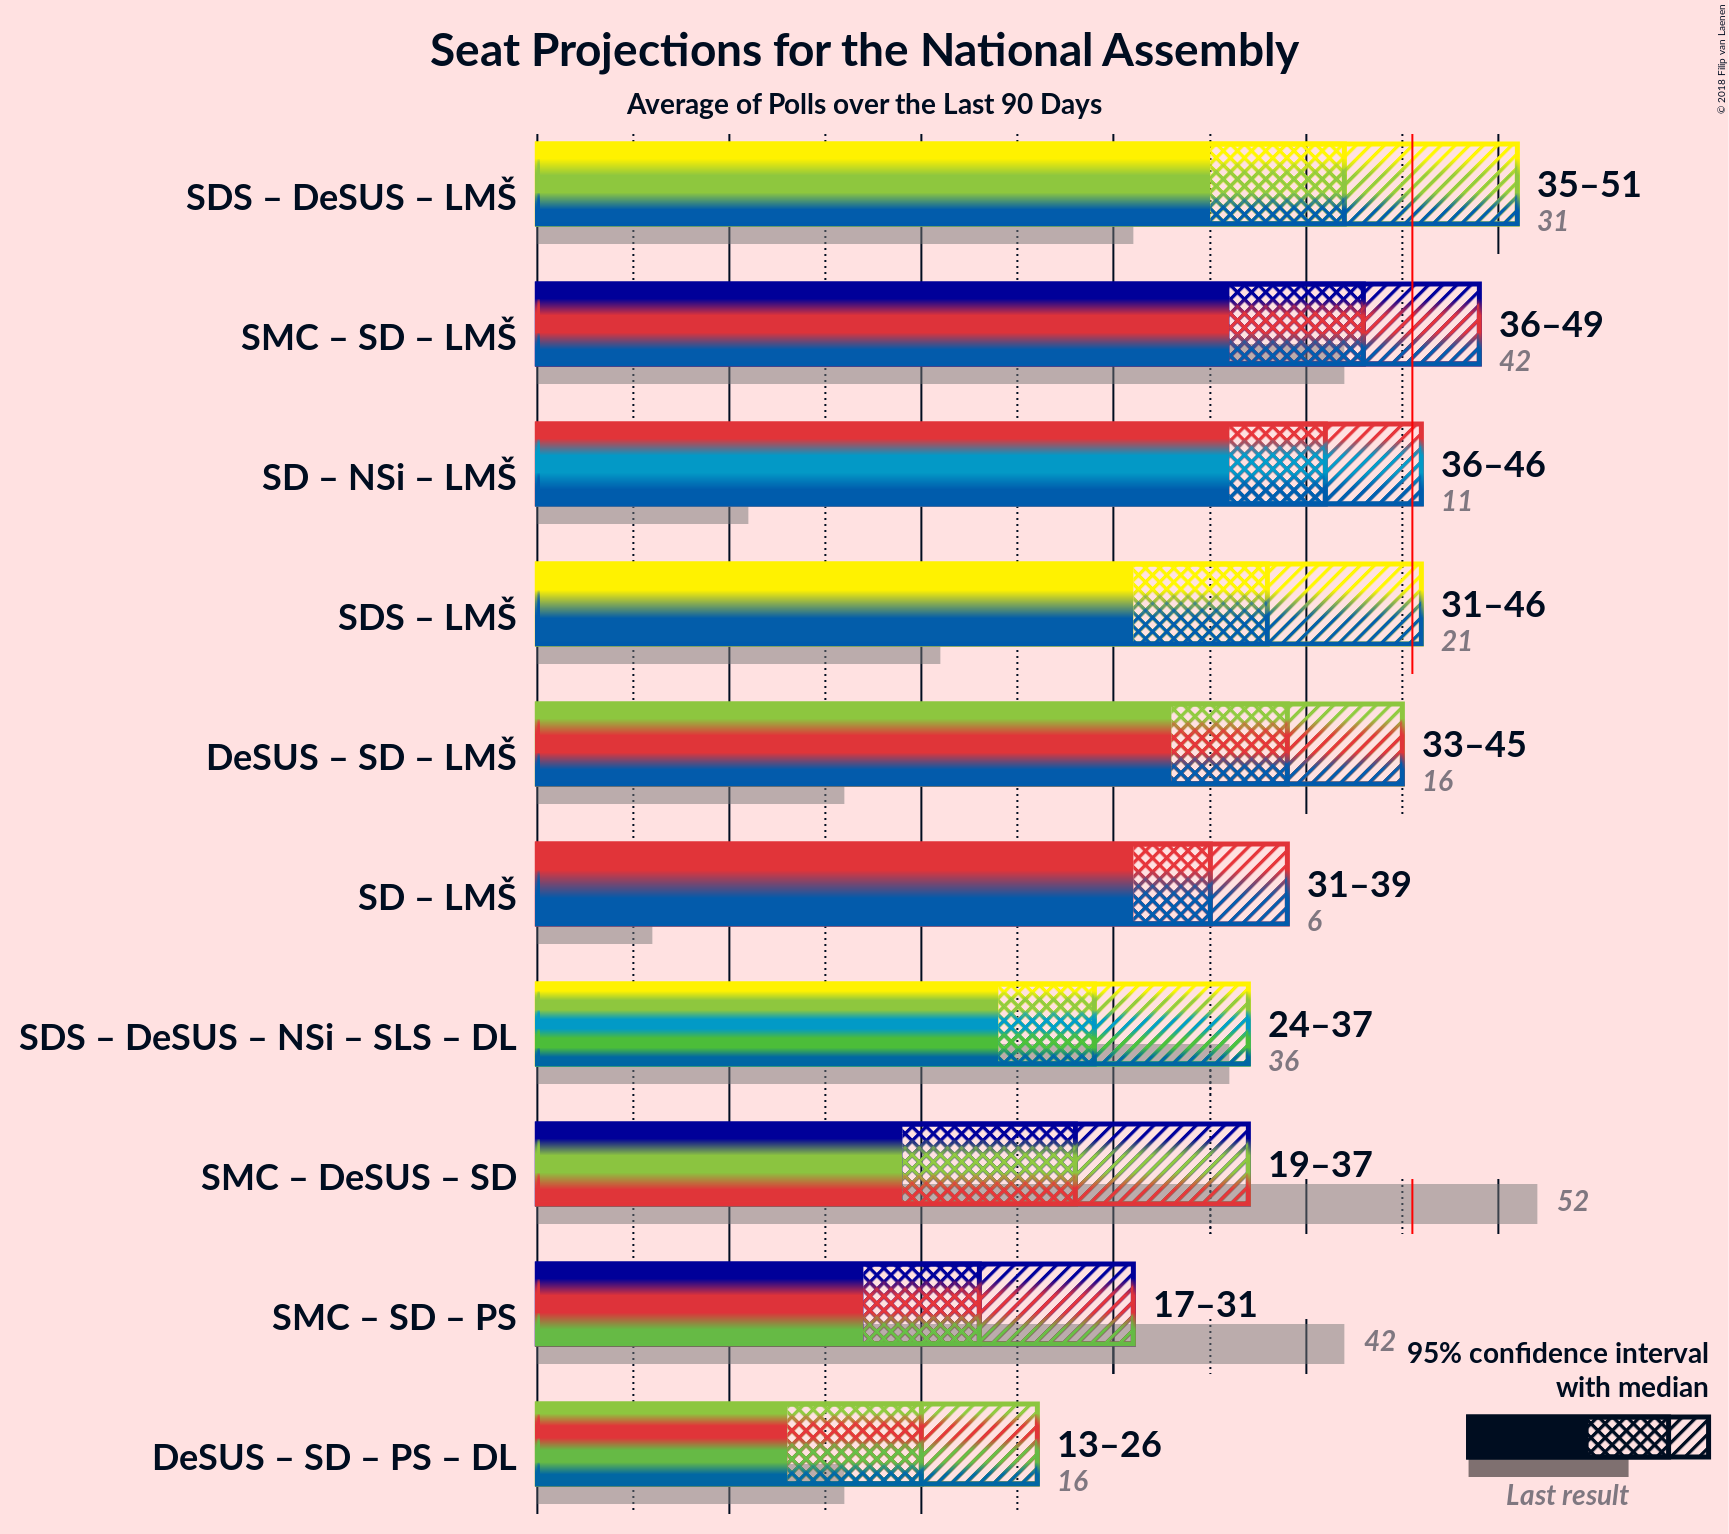 Seat Projections for the National Assembly
Average of Polls over the Last 90 Days
© 2018 Filip van Laenen
SDS – DeSUS – LMŠ
35–51
31
SMC – SD – LMŠ
36–49
42
SD – NSi – LMŠ
36–46
11
SDS – LMŠ
31–46
21
DeSUS – SD – LMŠ
33–45
16
SD – LMŠ
31–39
6
SDS – DeSUS – NSi – SLS – DL
24–37
36
SMC – DeSUS – SD
19–37
52
SMC – SD – PS
17–31
42
DeSUS – SD – PS – DL
13–26
16
95% confidence interval
with median
Last result